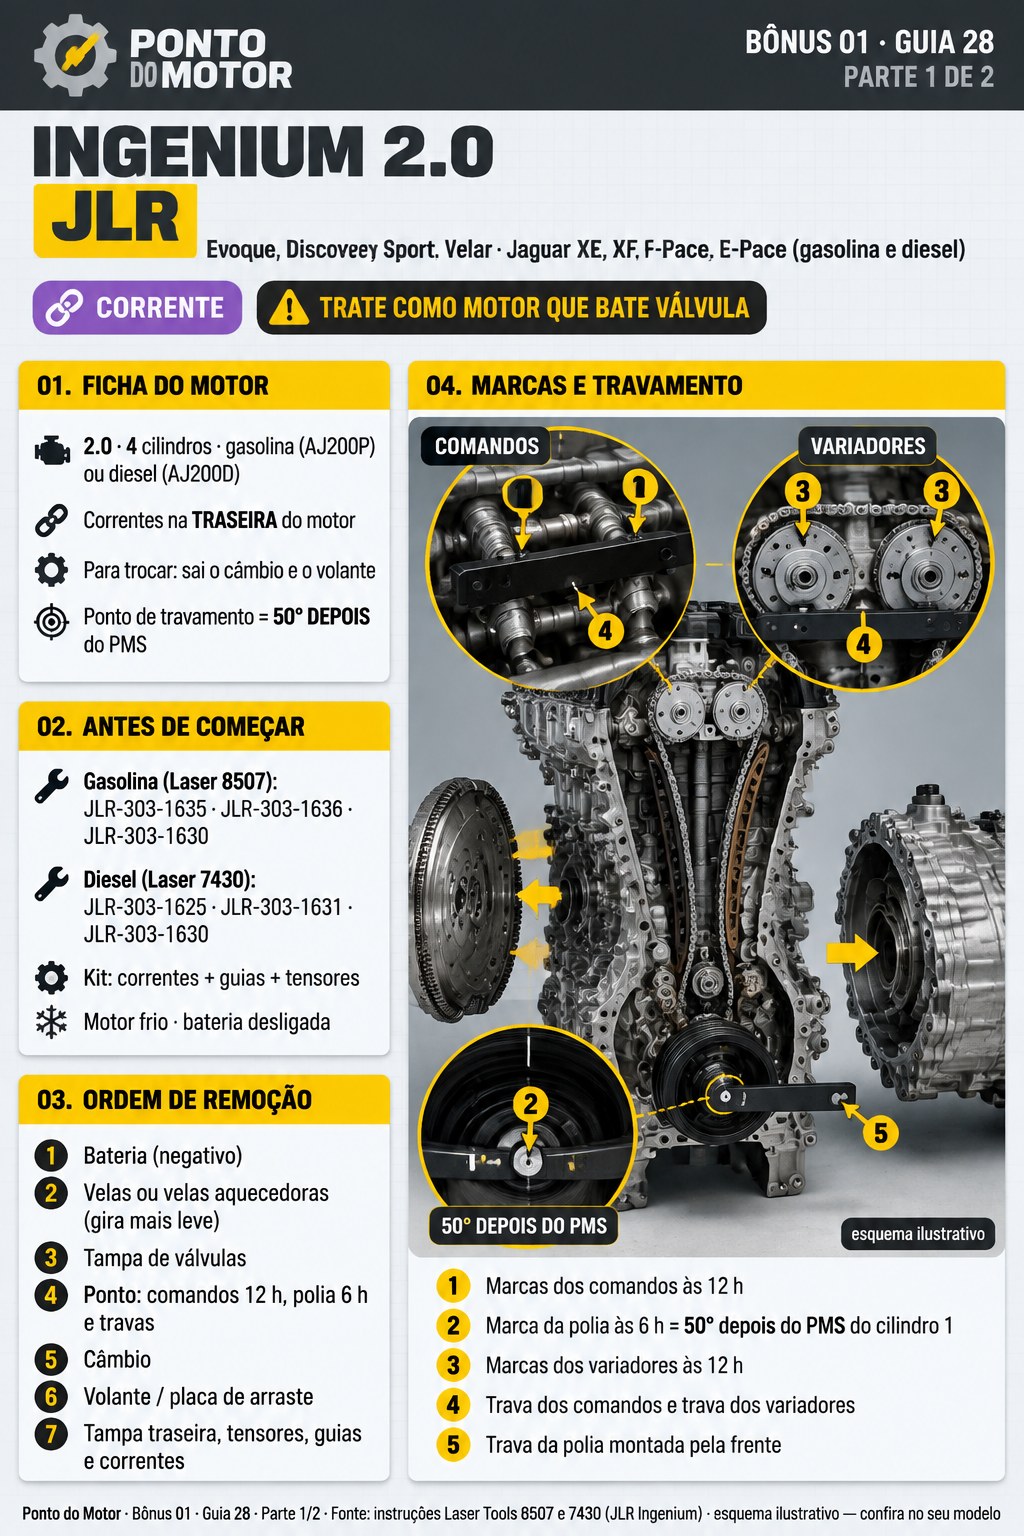 PONTO
DO MOTOR
BÔNUS 01 · GUIA 28
PARTE 1 DE 2
INGENIUM 2.0
JLR
Evoque, Discovery Sport. Velar · Jaguar XE, XF, F-Pace, E-Pace (gasolina e diesel)
CORRENTE
TRATE COMO MOTOR QUE BATE VÁLVULA
01. FICHA DO MOTOR
2.0 · 4 cilindros · gasolina (AJ200P)
ou diesel (AJ200D)
Correntes na TRASEIRA do motor
Para trocar: sai o câmbio e o volante
Ponto de travamento = 50° DEPOIS
do PMS
02. ANTES DE COMEÇAR
Gasolina (Laser 8507):
JLR-303-1635 · JLR-303-1636 ·
JLR-303-1630
Diesel (Laser 7430):
JLR-303-1625 · JLR-303-1631 ·
JLR-303-1630
Kit: correntes + guias + tensores
Motor frio · bateria desligada
03. ORDEM DE REMOÇÃO
1 Bateria (negativo)
2 Velas ou velas aquecedoras
(gira mais leve)
3 Tampa de válvulas
4 Ponto: comandos 12 h, polia 6 h
e travas
5 Câmbio
6 Volante / placa de arraste
7 Tampa traseira, tensores, guias
e correntes
04. MARCAS E TRAVAMENTO
COMANDOS
VARIADORES
1
3
3
4
4
2
5
50° DEPOIS DO PMS
esquema ilustrativo
1 Marcas dos comandos às 12 h
2 Marca da polia às 6 h = 50° depois do PMS do cilindro 1
3 Marcas dos variadores às 12 h
4 Trava dos comandos e trava dos variadores
5 Trava da polia montada pela frente
Ponto do Motor · Bônus 01 · Guia 28 · Parte 1/2 · Fonte: instruções Laser Tools 8507 e 7430 (JLR Ingenium) · esquema ilustrativo — confira no seu modelo